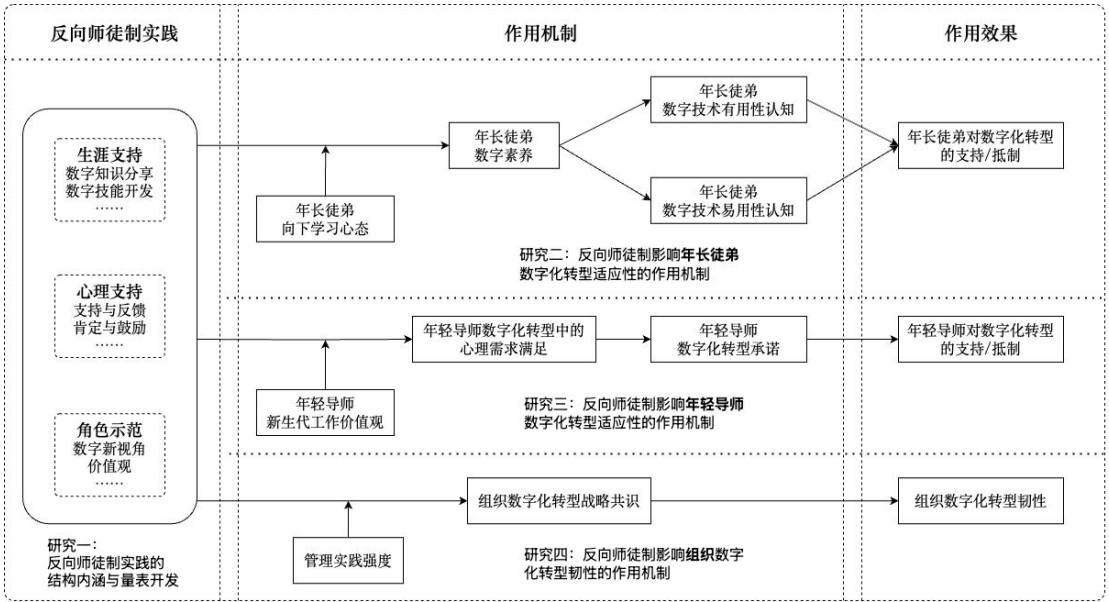 反向师徒制实践
作用机制
作用效果
生涯支持
数字知识分享
数字技能开发
……
心理支持
支持与反馈
肯定与鼓励
……
角色示范
数字新视角
价值观
……
研究一：
反向师徒制实践的
结构内涵与量表开发
年长徒弟
向下学习心态
年长徒弟
数字素养
年长徒弟
数字技术有用性认知
年长徒弟
数字技术易用性认知
年长徒弟对数字化转型
的支持/抵制
研究二：反向师徒制影响年长徒弟
数字化转型适应性的作用机制
年轻导师
新生代工作价值观
年轻导师数字化转型中的
心理需求满足
年轻导师
数字化转型承诺
年轻导师对数字化转型
的支持/抵制
研究三：反向师徒制影响年轻导师
数字化转型适应性的作用机制
管理实践强度
组织数字化转型战略共识
组织数字化转型韧性
研究四：反向师徒制影响组织数字
化转型韧性的作用机制